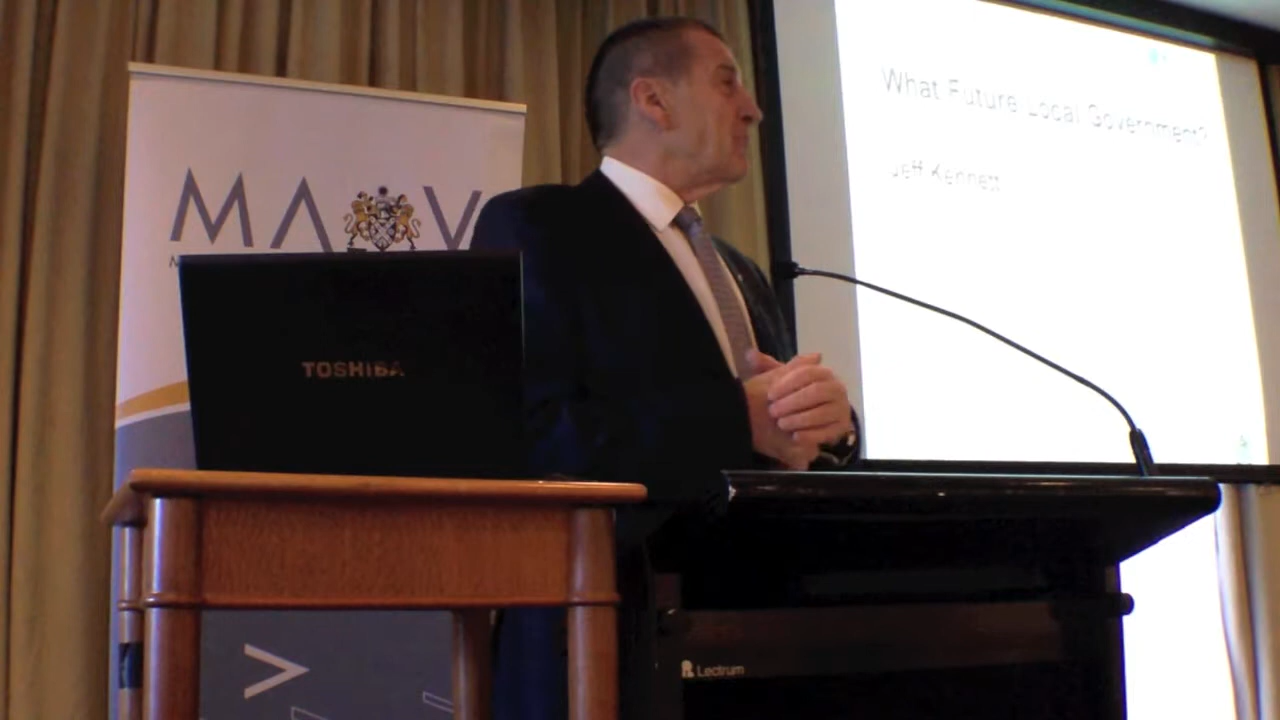 What Future Local Government?
Jeff Kennett
MAV
TOSHIBA
Lectrum